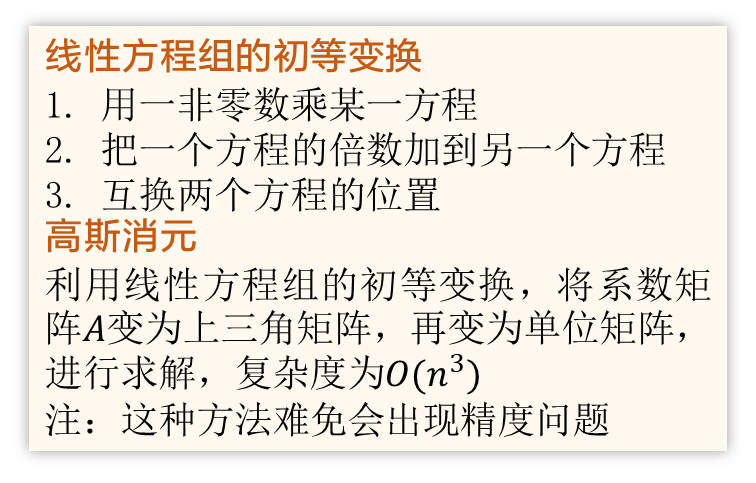 线性方程组的初等变换
1. 用一非零数乘某一方程
2. 把一个方程的倍数加到另一个方程
3. 互换两个方程的位置
高斯消元
利用线性方程组的初等变换，将系数矩
阵A变为上三角矩阵，再变为单位矩阵，
进行求解，复杂度为O(n³)
注：这种方法难免会出现精度问题